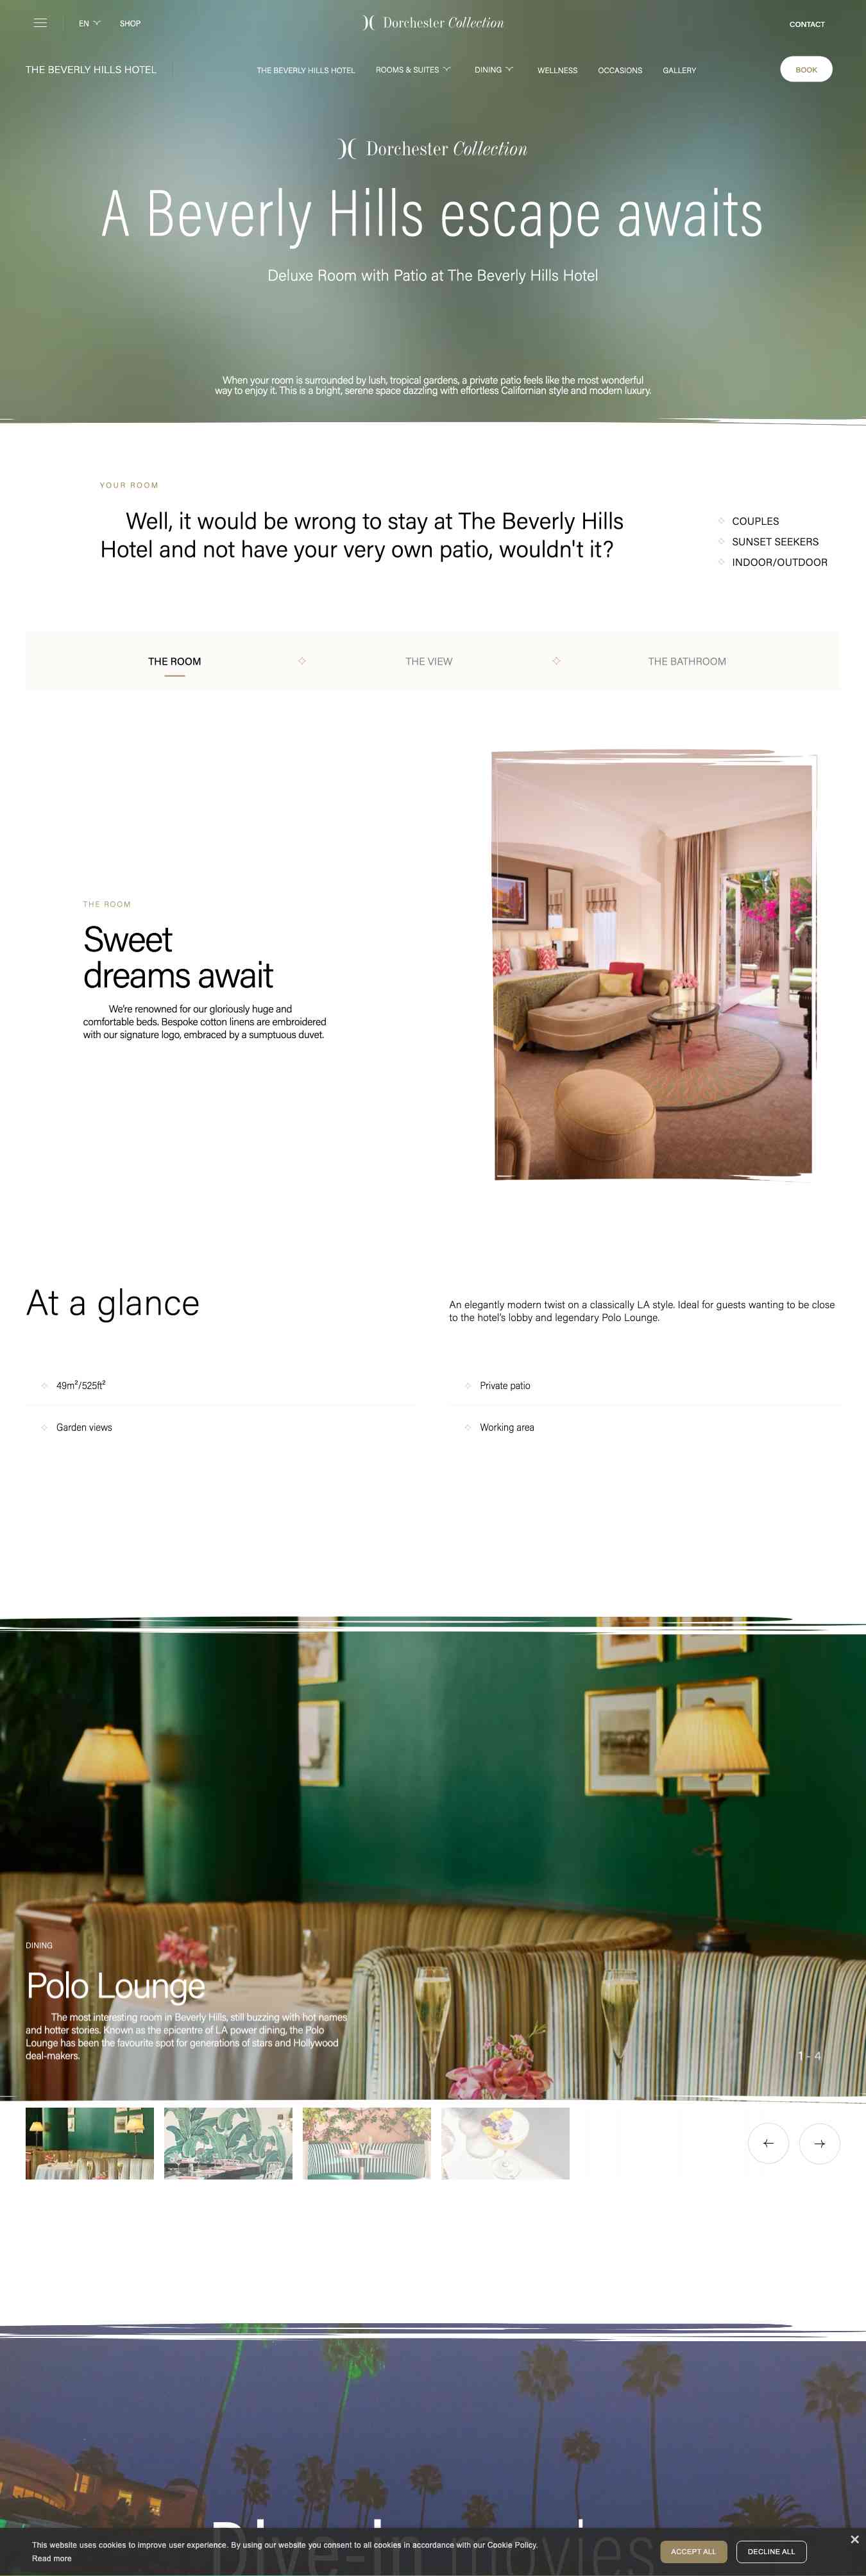 EN
SHOP
Dorchester Collection
CONTACT
THE BEVERLY HILLS HOTEL
THE BEVERLY HILLS HOTEL
ROOMS & SUITES
DINING
WELLNESS
OCCASIONS
GALLERY
BOOK
Dorchester Collection
A Beverly Hills escape awaits
Deluxe Room with Patio at The Beverly Hills Hotel
When your room is surrounded by lush, tropical gardens, a private patio feels like the most wonderful
way to enjoy it. This is a bright, serene space dazzling with effortless Californian style and modern luxury.
YOUR ROOM
Well, it would be wrong to stay at The Beverly Hills
Hotel and not have your very own patio, wouldn't it?
COUPLES
SUNSET SEEKERS
INDOOR/OUTDOOR
THE ROOM
THE VIEW
THE BATHROOM
THE ROOM
Sweet
dreams await
We're renowned for our gloriously huge and
comfortable beds. Bespoke cotton linens are embroidered
with our signature logo, embraced by a sumptuous duvet.
At a glance
An elegantly modern twist on a classically LA style. Ideal for guests wanting to be close
to the hotel's lobby and legendary Polo Lounge.
49m²/525ft²
Private patio
Garden views
Working area
DINING
Polo Lounge
The most interesting room in Beverly Hills, still buzzing with hot names
and hotter stories. Known as the epicentre of LA power dining, the Polo
Lounge has been the favourite spot for generations of stars and Hollywood
deal-makers.
1 - 4
This website uses cookies to improve user experience. By using our website you consent to all cookies in accordance with our Cookie Policy.
Read more
ACCEPT ALL
DECLINE ALL